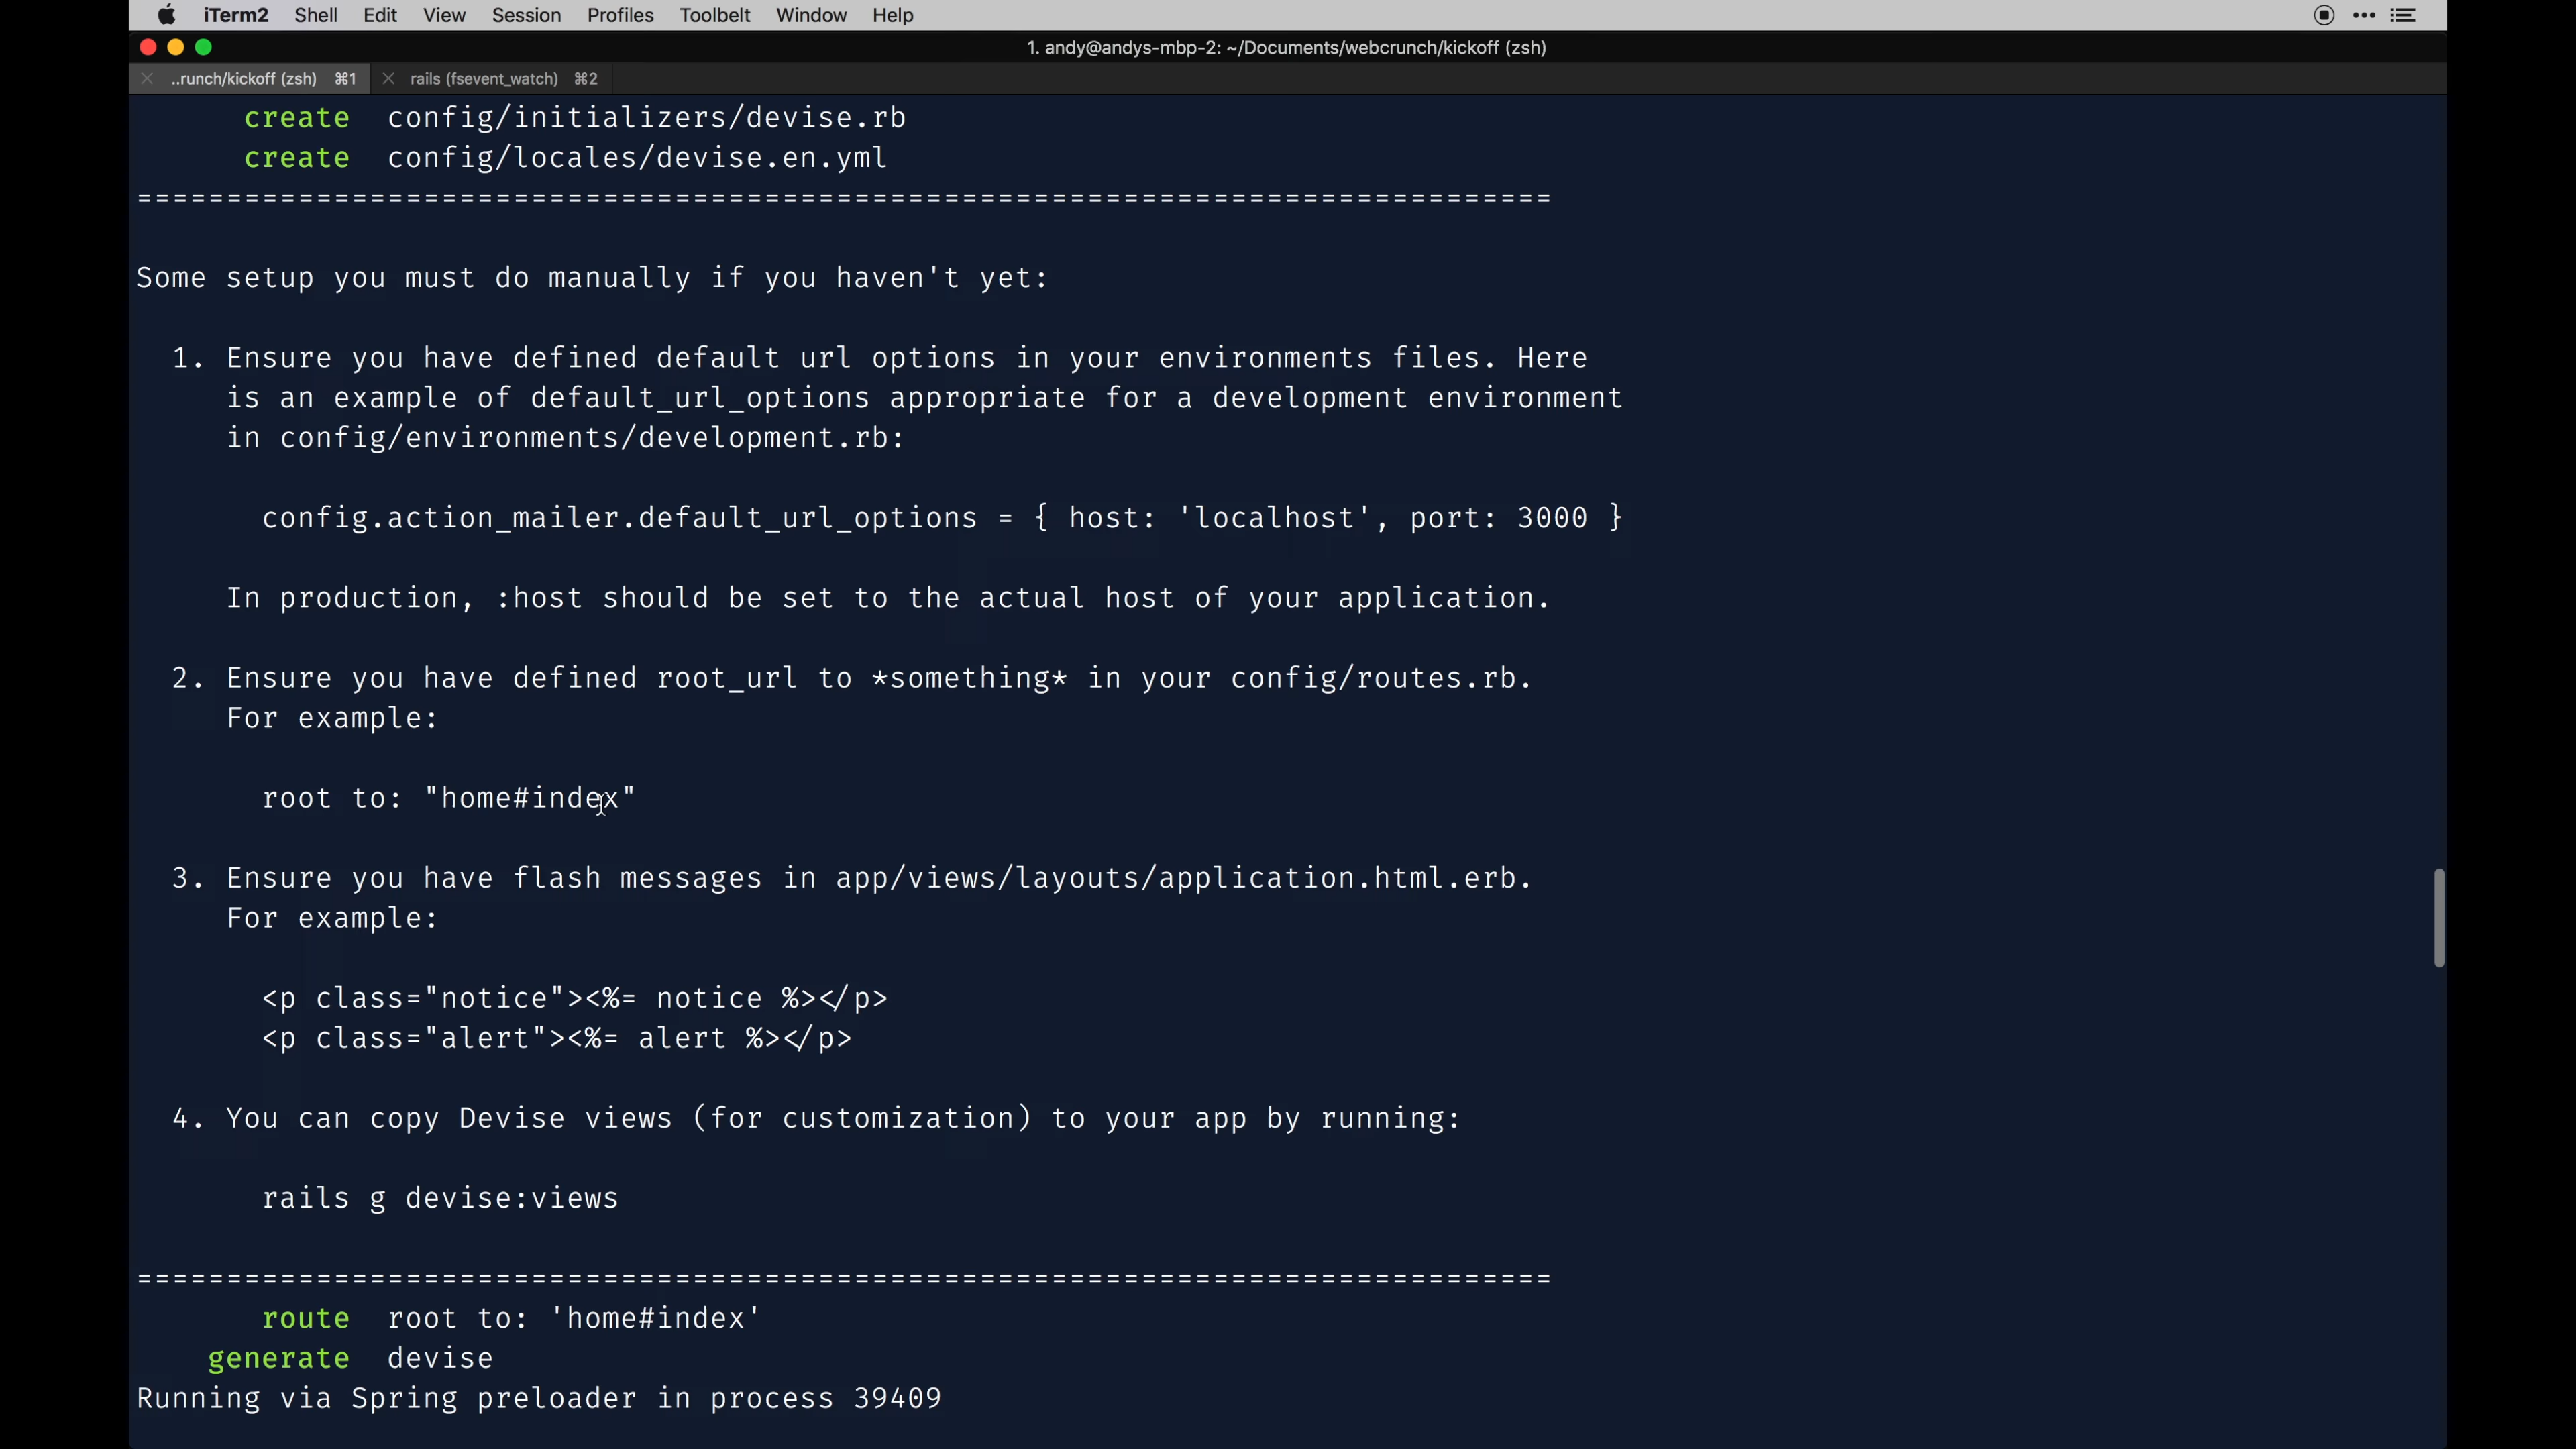 iTerm2 Shell Edit View Session Profiles Toolbelt Window Help
1. andy@andys-mbp-2: ~/Documents/webcrunch/kickoff (zsh)
..runch/kickoff (zsh) ⌘1 rails (fsevent_watch) ⌘2
create config/initializers/devise.rb
create config/locales/devise.en.yml
===============================================================================
Some setup you must do manually if you haven't yet:
1. Ensure you have defined default url options in your environments files. Here
is an example of default_url_options appropriate for a development environment
in config/environments/development.rb:
config.action_mailer.default_url_options = { host: 'localhost', port: 3000 }
In production, :host should be set to the actual host of your application.
2. Ensure you have defined root_url to *something* in your config/routes.rb.
For example:
root to: "home#index"
3. Ensure you have flash messages in app/views/layouts/application.html.erb.
For example:
<p class="notice"><%= notice %></p>
<p class="alert"><%= alert %></p>
4. You can copy Devise views (for customization) to your app by running:
rails g devise:views
===============================================================================
route root to: 'home#index'
generate devise
Running via Spring preloader in process 39409